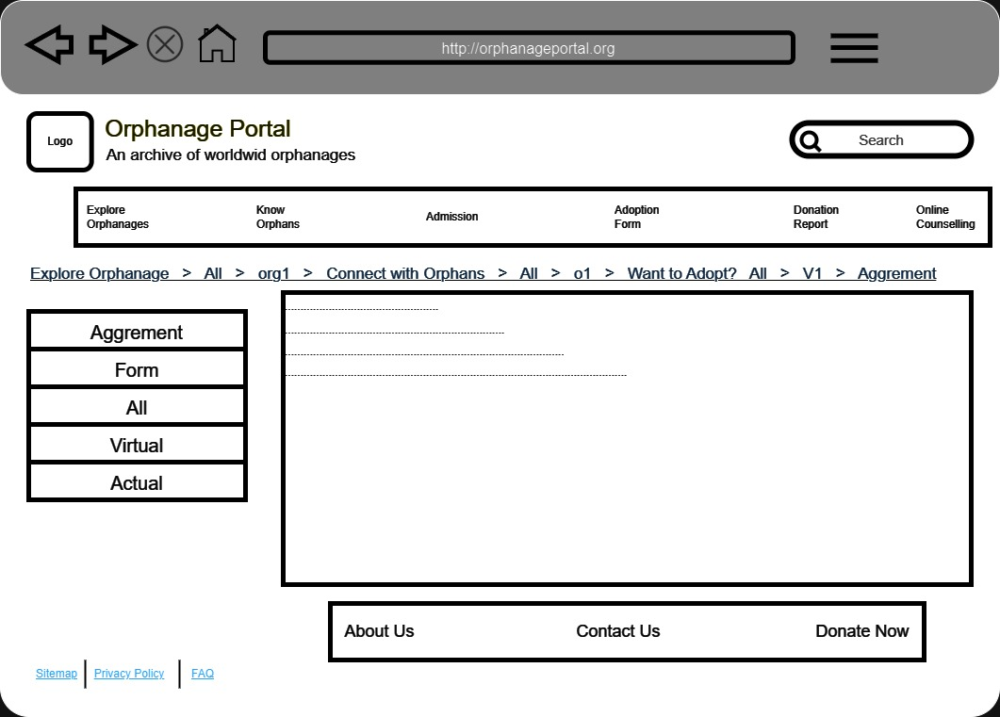 http://orphanageportal.org
Logo
Orphanage Portal
An archive of worldwid orphanages
Search
Explore
Orphanages
Know
Orphans
Admission
Adoption
Form
Donation
Report
Online
Counselling
Explore Orphanage > All > org1 > Connect with Orphans > All > o1 > Want to Adopt? All > V1 > Aggrement
Aggrement
Form
All
Virtual
Actual
About Us Contact Us Donate Now
Sitemap Privacy Policy FAQ